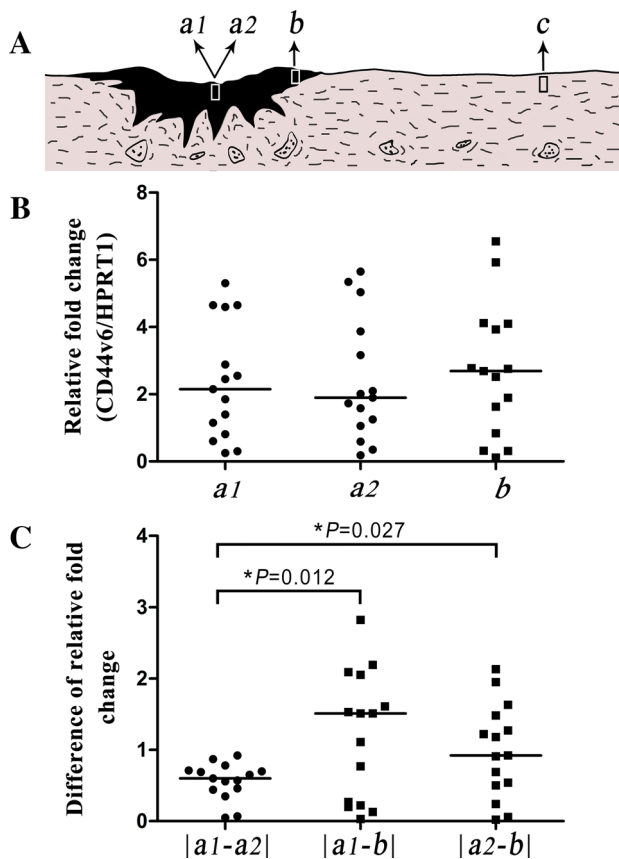 A
a1 a2 b c
B
Relative fold change
(CD44v6/HPRT1)
8
6
4
2
0
a1 a2 b
C
Difference of relative fold
change
4
3
2
1
0
*P=0.027
*P=0.012
|a1-a2| |a1-b| |a2-b|